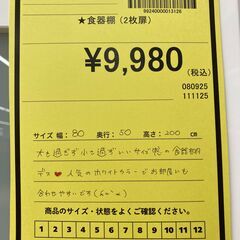 99240000013126
★食器棚(2枚扉)
¥9,980
(税込)
080925
111125
サイズ 幅: 80 奥行: 50 高さ: 200 cm
大き過ぎず小さ過ぎいいサイズ感の食器棚
デス♥人気のホワイトカラーでお部屋にも
合わせやすいです(^^)
商品のサイズ・状態をよくご確認ください。
1 2 3 4 5 6 7 8 9 10 11 12